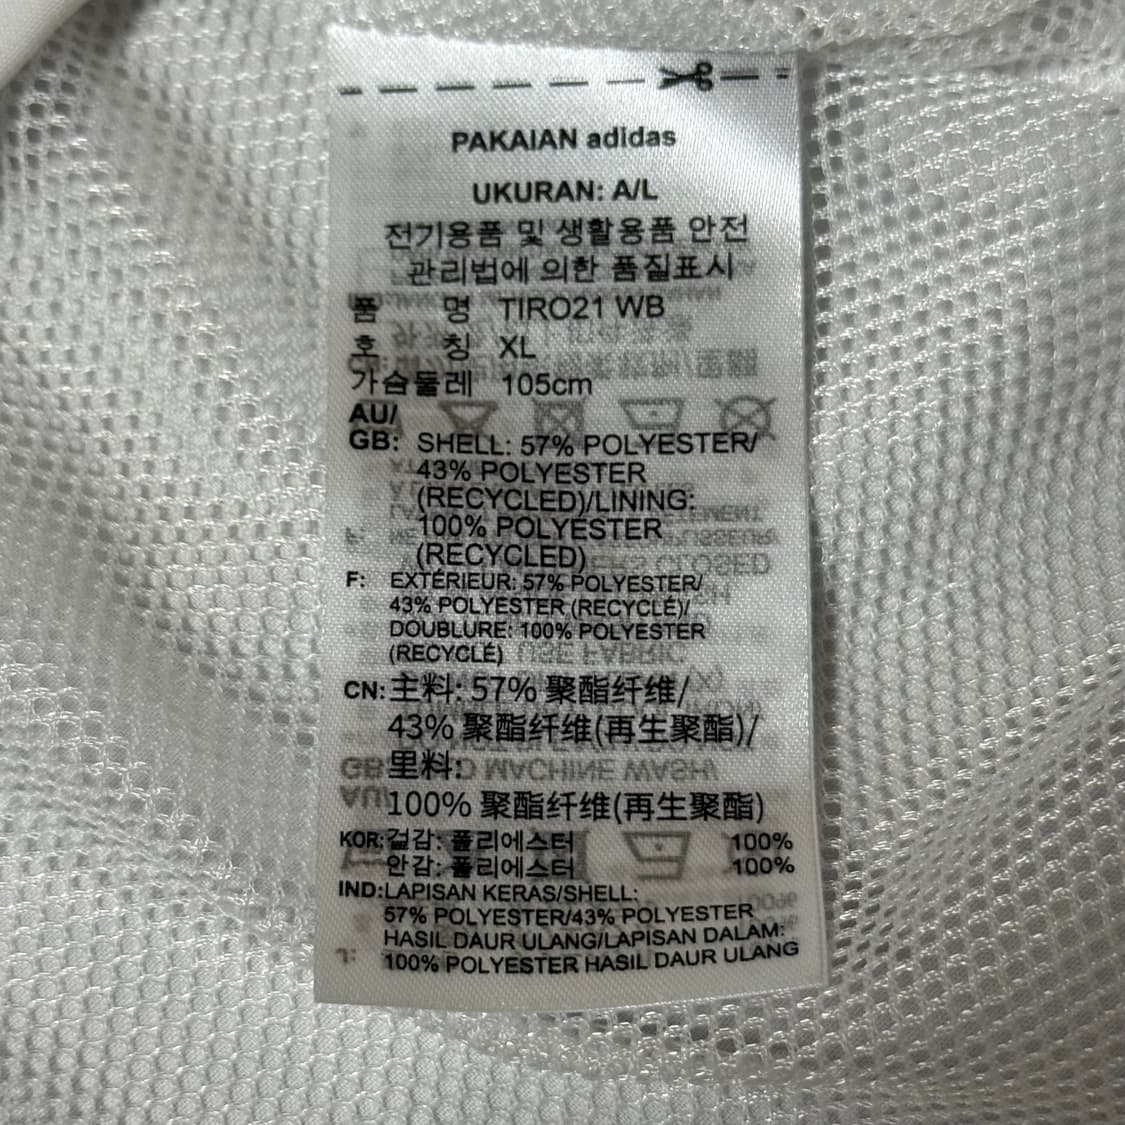 PAKAIAN adidas
UKURAN: A/L
전기용품 및 생활용품 안전
관리법에 의한 품질표시
품 명 TIRO21 WB
호 칭 XL
가슴둘레 105cm
AU/
GB: SHELL: 57% POLYESTER/
43% POLYESTER
(RECYCLED)/LINING:
100% POLYESTER
(RECYCLED)
F: EXTÉRIEUR: 57% POLYESTER/
43% POLYESTER (RECYCLÉ)/
DOUBLURE: 100% POLYESTER
(RECYCLÉ)
CN: 主料: 57% 聚酯纤维/
43% 聚酯纤维(再生聚酯)/
里料:
100% 聚酯纤维(再生聚酯)
KOR: 겉감: 폴리에스터 100%
안감: 폴리에스터 100%
IND: LAPISAN KERAS/SHELL:
57% POLYESTER/43% POLYESTER
HASIL DAUR ULANG/LAPISAN DALAM:
100% POLYESTER HASIL DAUR ULANG